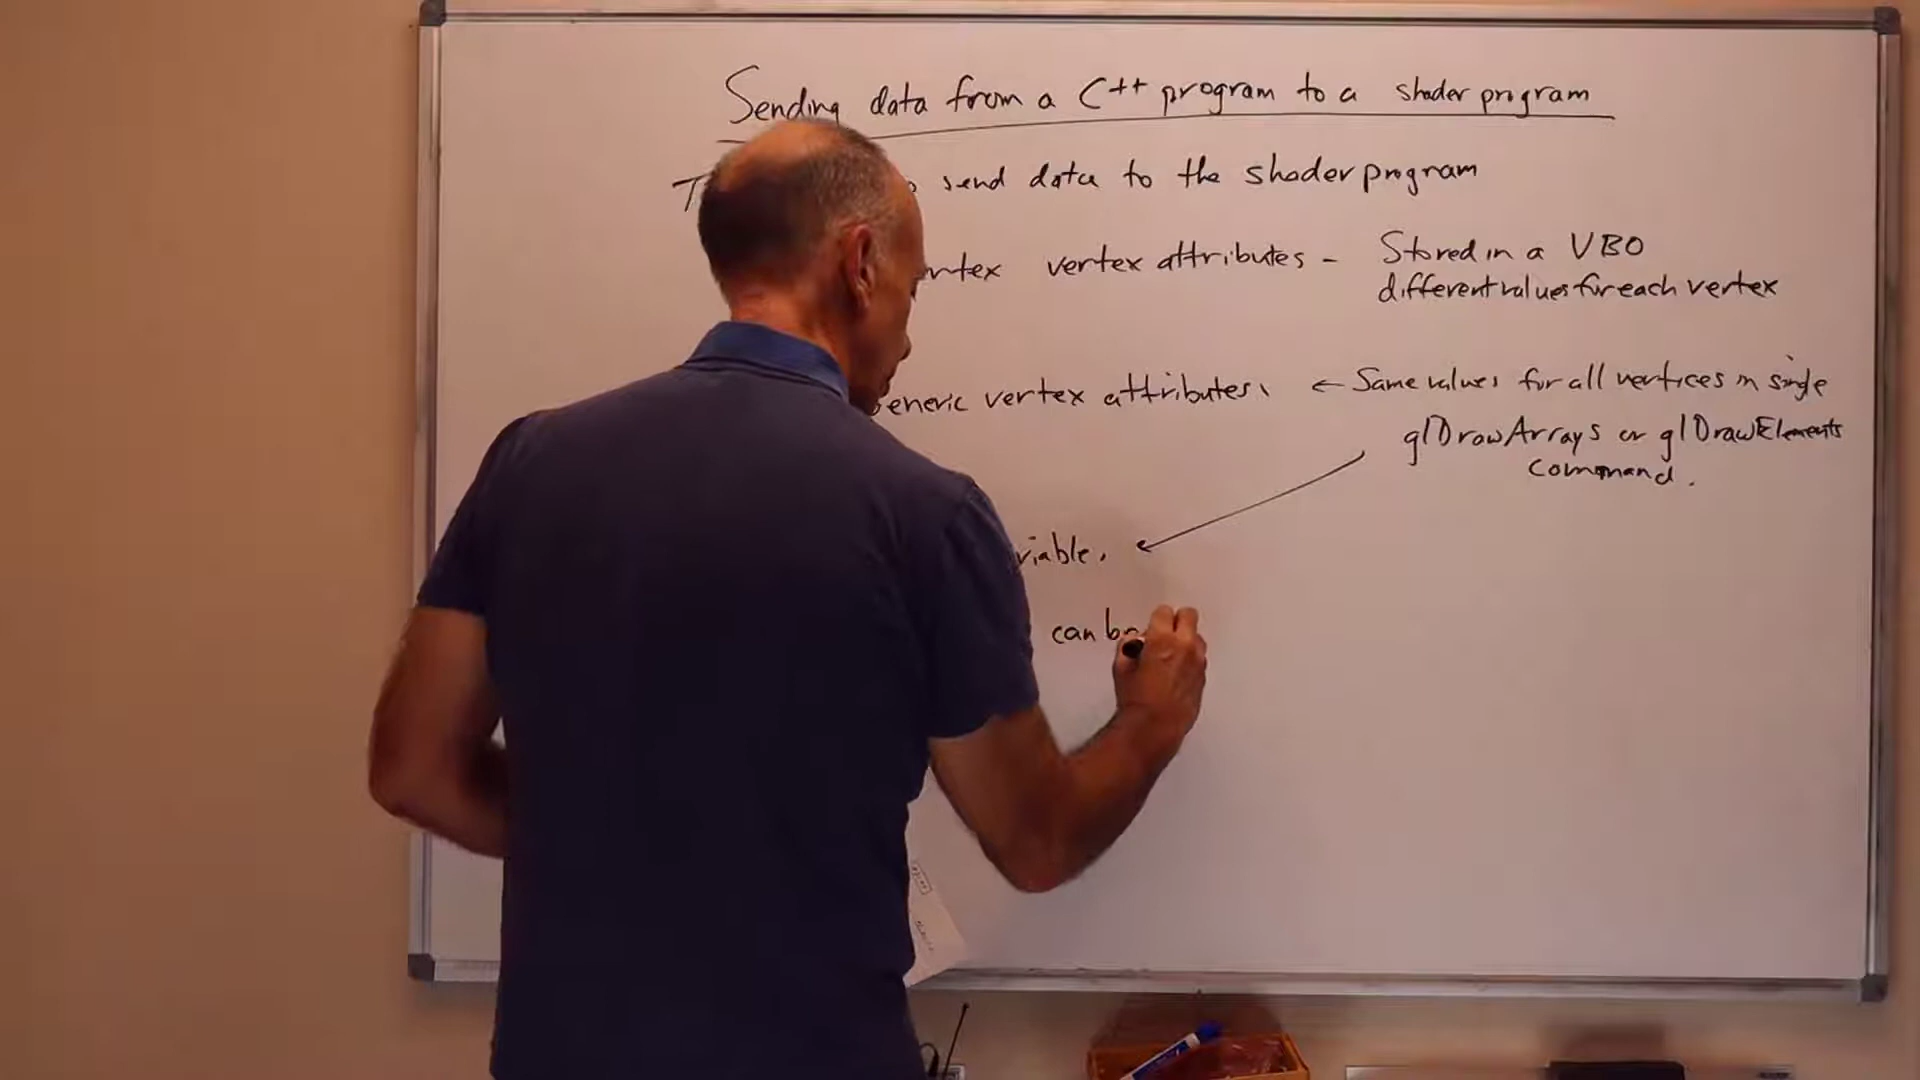 Sending data from a C++ program to a shader program
send data to the shader program
vertex attributes - Stored in a VBO
different values for each vertex
Generic vertex attributes. ← Same values for all vertices in single
glDrawArrays or glDrawElements
command.
can be